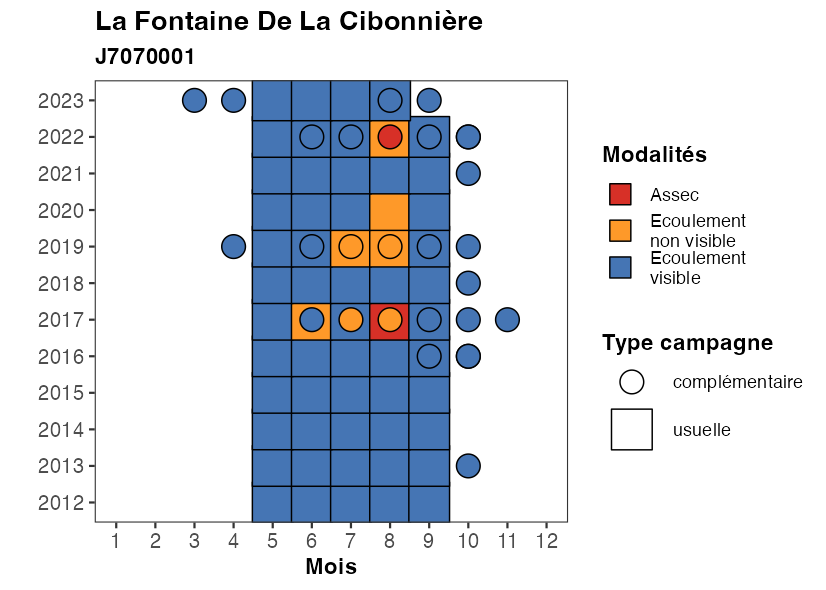 La Fontaine De La Cibonnière
J7070001
2023
2022
2021
2020
2019
2018
2017
2016
2015
2014
2013
2012
1 2 3 4 5 6 7 8 9 10 11 12
Mois
Modalités
Assec
Ecoulement
non visible
Ecoulement
visible
Type campagne
complémentaire
usuelle